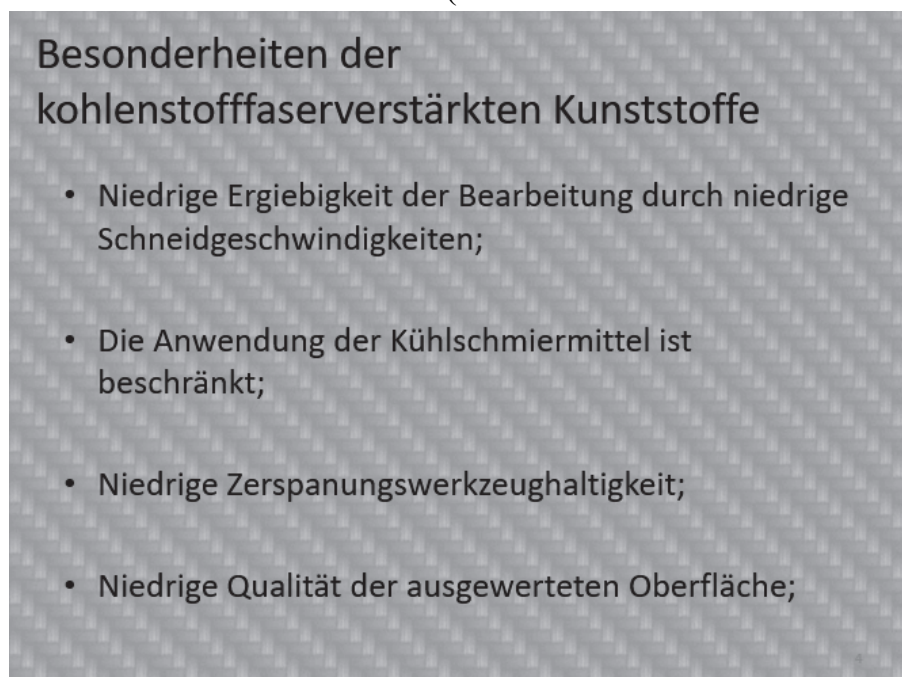 Besonderheiten der
kohlenstofffaserverstärkten Kunststoffe
• Niedrige Ergiebigkeit der Bearbeitung durch niedrige
Schneidgeschwindigkeiten;
• Die Anwendung der Kühlschmiermittel ist
beschränkt;
• Niedrige Zerspanungswerkzeughaltigkeit;
• Niedrige Qualität der ausgewerteten Oberfläche;
4